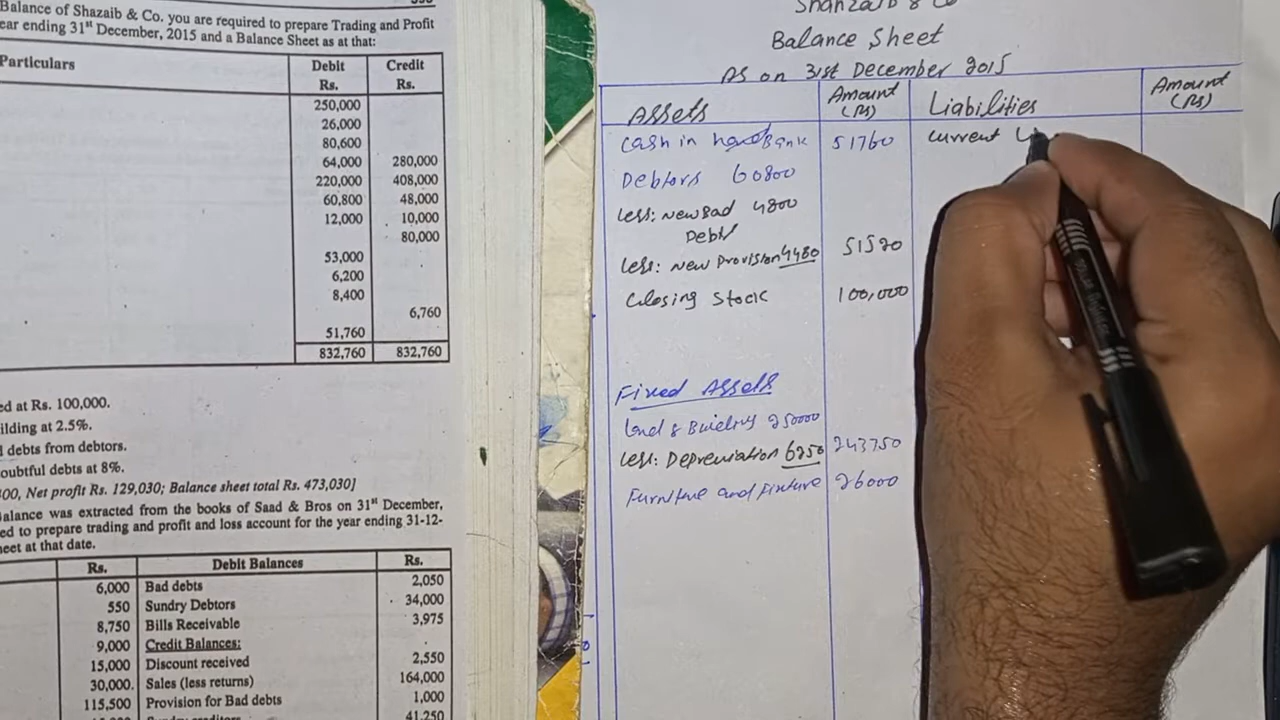 Balance of Shazaib & Co. you are required to prepare Trading and Profit
ear ending 31st December, 2015 and a Balance Sheet as at that:
Particulars Debit Credit
Rs. Rs.
250,000
26,000
80,600
64,000 280,000
220,000 408,000
60,800 48,000
12,000 10,000
80,000
53,000
6,200
8,400
6,760
51,760
832,760 832,760
ed at Rs. 100,000.
ilding at 2.5%.
debts from debtors.
oubtful debts at 8%.
00, Net profit Rs. 129,030; Balance sheet total Rs. 473,030]
alance was extracted from the books of Saad & Bros on 31st December,
ed to prepare trading and profit and loss account for the year ending 31-12-
eet at that date.
Rs. Debit Balances Rs.
6,000 Bad debts 2,050
550 Sundry Debtors 34,000
8,750 Bills Receivable 3,975
9,000 Credit Balances:
15,000 Discount received 2,550
30,000. Sales (less returns) 164,000
115,500 Provision for Bad debts 1,000
Sundry creditors 41,250
Shahzaib & Co
Balance Sheet
As on 31st December 2015
Assets Amount (Rs) Liabilities Amount (Rs)
Cash in hand Bank 51760 Current Li
Debtors 60800
Less: New Bad 4800
Debts
Less: New Provision 4480 51520
Closing Stock 100,000
Fixed Assets
Land & Building 250000
Less: Depreciation 6250 243750
Furniture and Fixture 26000